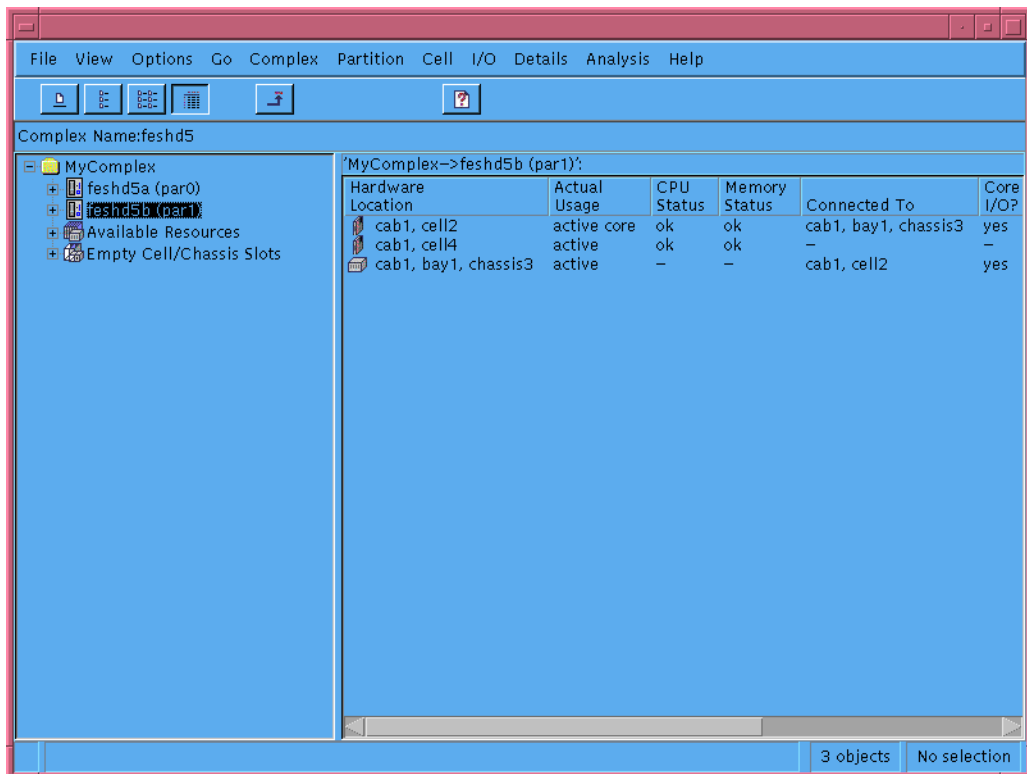 File View Options Go Complex Partition Cell I/O Details Analysis Help
Complex Name:feshd5
MyComplex
feshd5a (par0)
feshd5b (par1)
Available Resources
Empty Cell/Chassis Slots
'MyComplex->feshd5b (par1)':
Hardware Location Actual Usage CPU Status Memory Status Connected To Core I/O?
cab1, cell2 active core ok ok cab1, bay1, chassis3 yes
cab1, cell4 active ok ok – –
cab1, bay1, chassis3 active – – cab1, cell2 yes
3 objects No selection